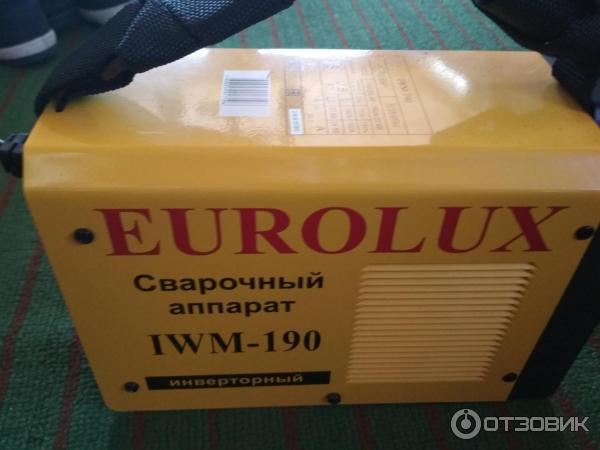 EUROLUX
Сварочный
аппарат
IWM-190
инверторный
ОТЗОВИК